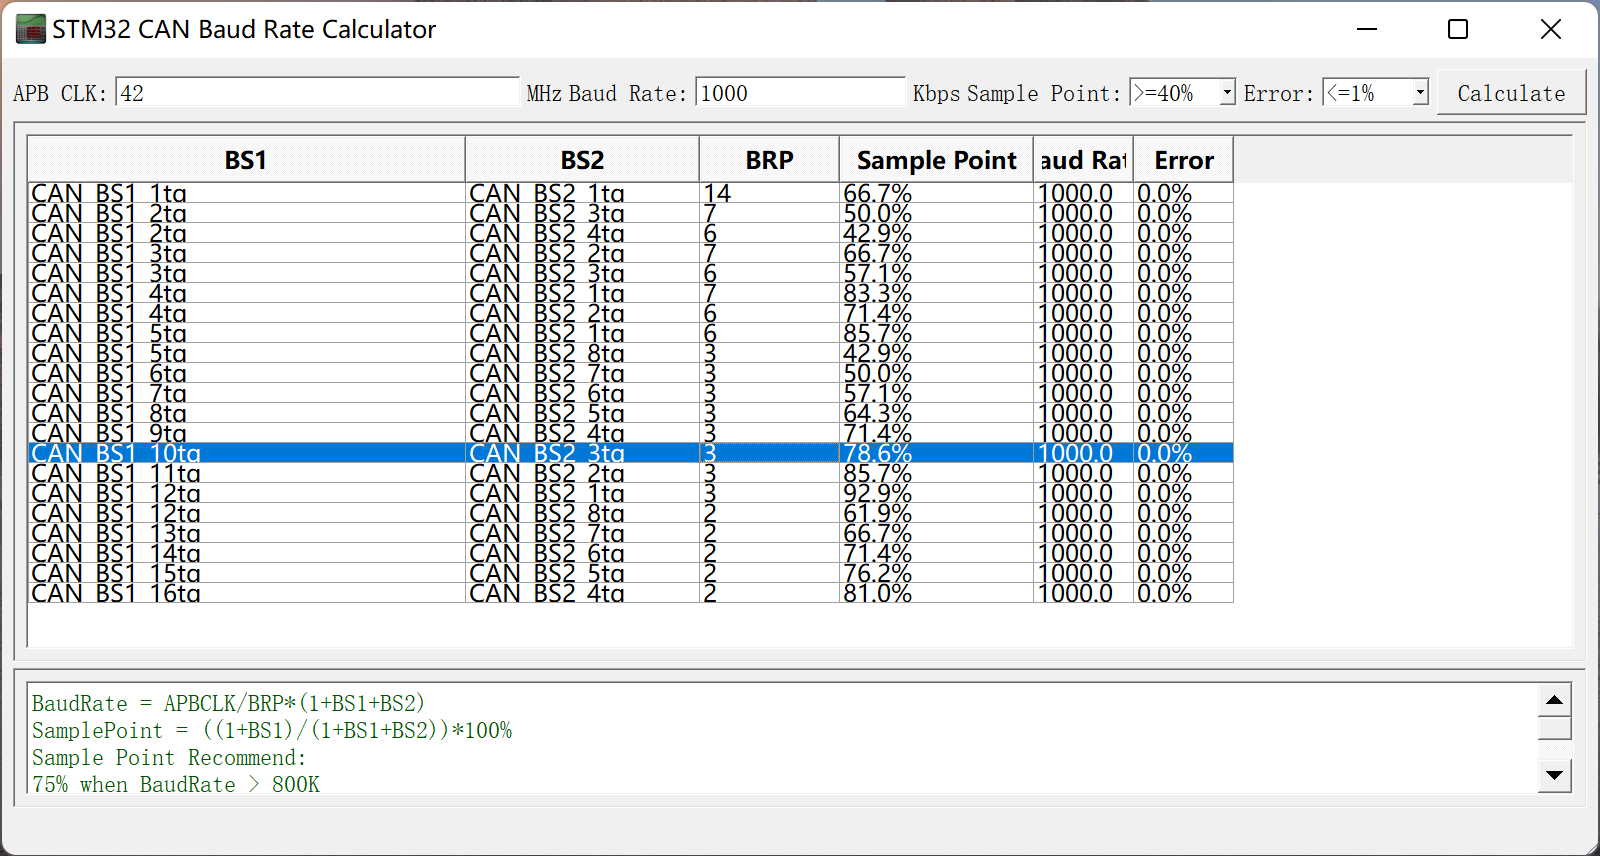 STM32 CAN Baud Rate Calculator
APB CLK: 42 MHz Baud Rate: 1000 Kbps Sample Point: >=40% Error: <=1% Calculate
BS1 BS2 BRP Sample Point aud Rat Error
CAN_BS1_1tq CAN_BS2_1tq 14 66.7% 1000.0 0.0%
CAN_BS1_2tq CAN_BS2_3tq 7 50.0% 1000.0 0.0%
CAN_BS1_2tq CAN_BS2_4tq 6 42.9% 1000.0 0.0%
CAN_BS1_3tq CAN_BS2_2tq 7 66.7% 1000.0 0.0%
CAN_BS1_3tq CAN_BS2_3tq 6 57.1% 1000.0 0.0%
CAN_BS1_4tq CAN_BS2_1tq 7 83.3% 1000.0 0.0%
CAN_BS1_4tq CAN_BS2_2tq 6 71.4% 1000.0 0.0%
CAN_BS1_5tq CAN_BS2_1tq 6 85.7% 1000.0 0.0%
CAN_BS1_5tq CAN_BS2_8tq 3 42.9% 1000.0 0.0%
CAN_BS1_6tq CAN_BS2_7tq 3 50.0% 1000.0 0.0%
CAN_BS1_7tq CAN_BS2_6tq 3 57.1% 1000.0 0.0%
CAN_BS1_8tq CAN_BS2_5tq 3 64.3% 1000.0 0.0%
CAN_BS1_9tq CAN_BS2_4tq 3 71.4% 1000.0 0.0%
CAN_BS1_10tq CAN_BS2_3tq 3 78.6% 1000.0 0.0%
CAN_BS1_11tq CAN_BS2_2tq 3 85.7% 1000.0 0.0%
CAN_BS1_12tq CAN_BS2_1tq 3 92.9% 1000.0 0.0%
CAN_BS1_12tq CAN_BS2_8tq 2 61.9% 1000.0 0.0%
CAN_BS1_13tq CAN_BS2_7tq 2 66.7% 1000.0 0.0%
CAN_BS1_14tq CAN_BS2_6tq 2 71.4% 1000.0 0.0%
CAN_BS1_15tq CAN_BS2_5tq 2 76.2% 1000.0 0.0%
CAN_BS1_16tq CAN_BS2_4tq 2 81.0% 1000.0 0.0%
BaudRate = APBCLK/BRP*(1+BS1+BS2)
SamplePoint = ((1+BS1)/(1+BS1+BS2))*100%
Sample Point Recommend:
75% when BaudRate > 800K